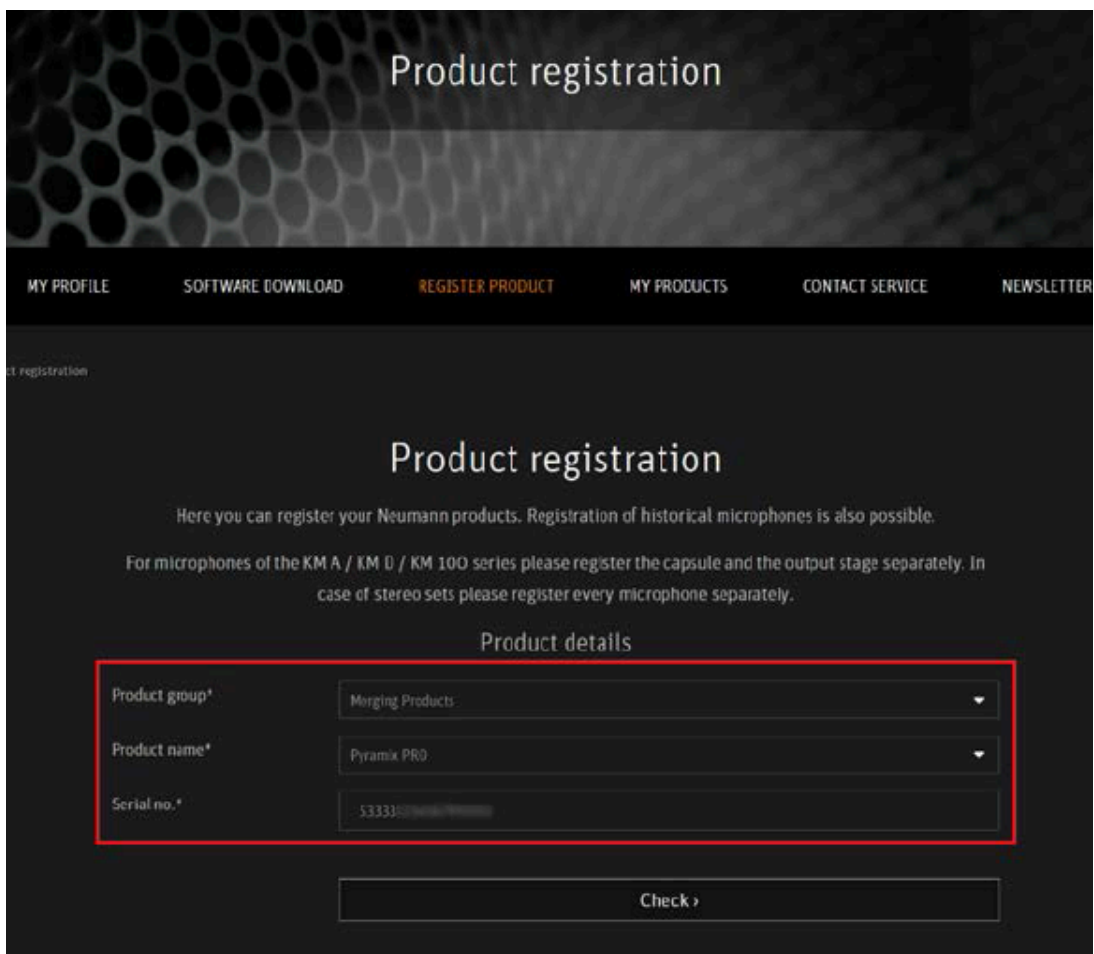 Product registration
MY PROFILE SOFTWARE DOWNLOAD REGISTER PRODUCT MY PRODUCTS CONTACT SERVICE NEWSLETTER
ct registration
Product registration
Here you can register your Neumann products. Registration of historical microphones is also possible.
For microphones of the KM A / KM D / KM 100 series please register the capsule and the output stage separately. In
case of stereo sets please register every microphone separately.
Product details
Product group*
Merging Products
Product name*
Pyramix PRO
Serial no.*
53333
Check ›